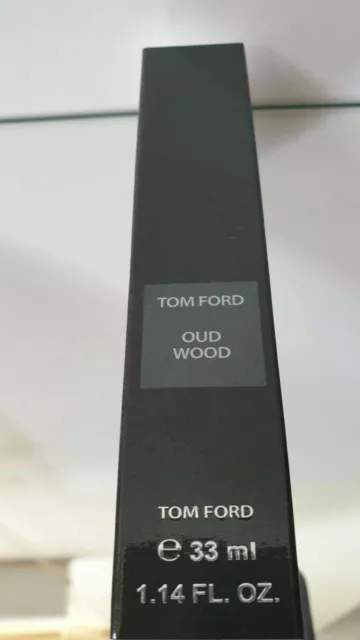 TOM FORD
OUD
WOOD
TOM FORD
℮ 33 ml
1.14 FL. OZ.